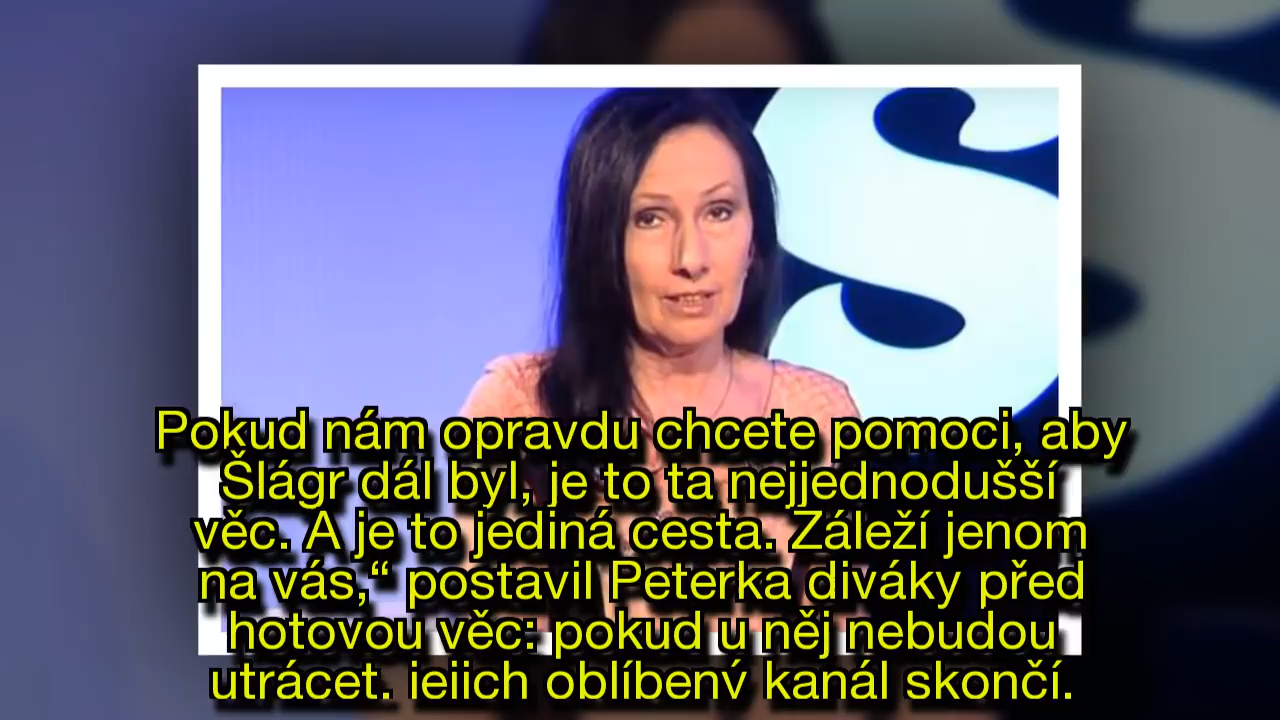 Pokud nám opravdu chcete pomoci, aby
Šlágr dál byl, je to ta nejjednodušší
věc. A je to jediná cesta. Záleží jenom
na vás,“ postavil Peterka diváky před
hotovou věc: pokud u něj nebudou
utrácet, jejich oblíbený kanál skončí.